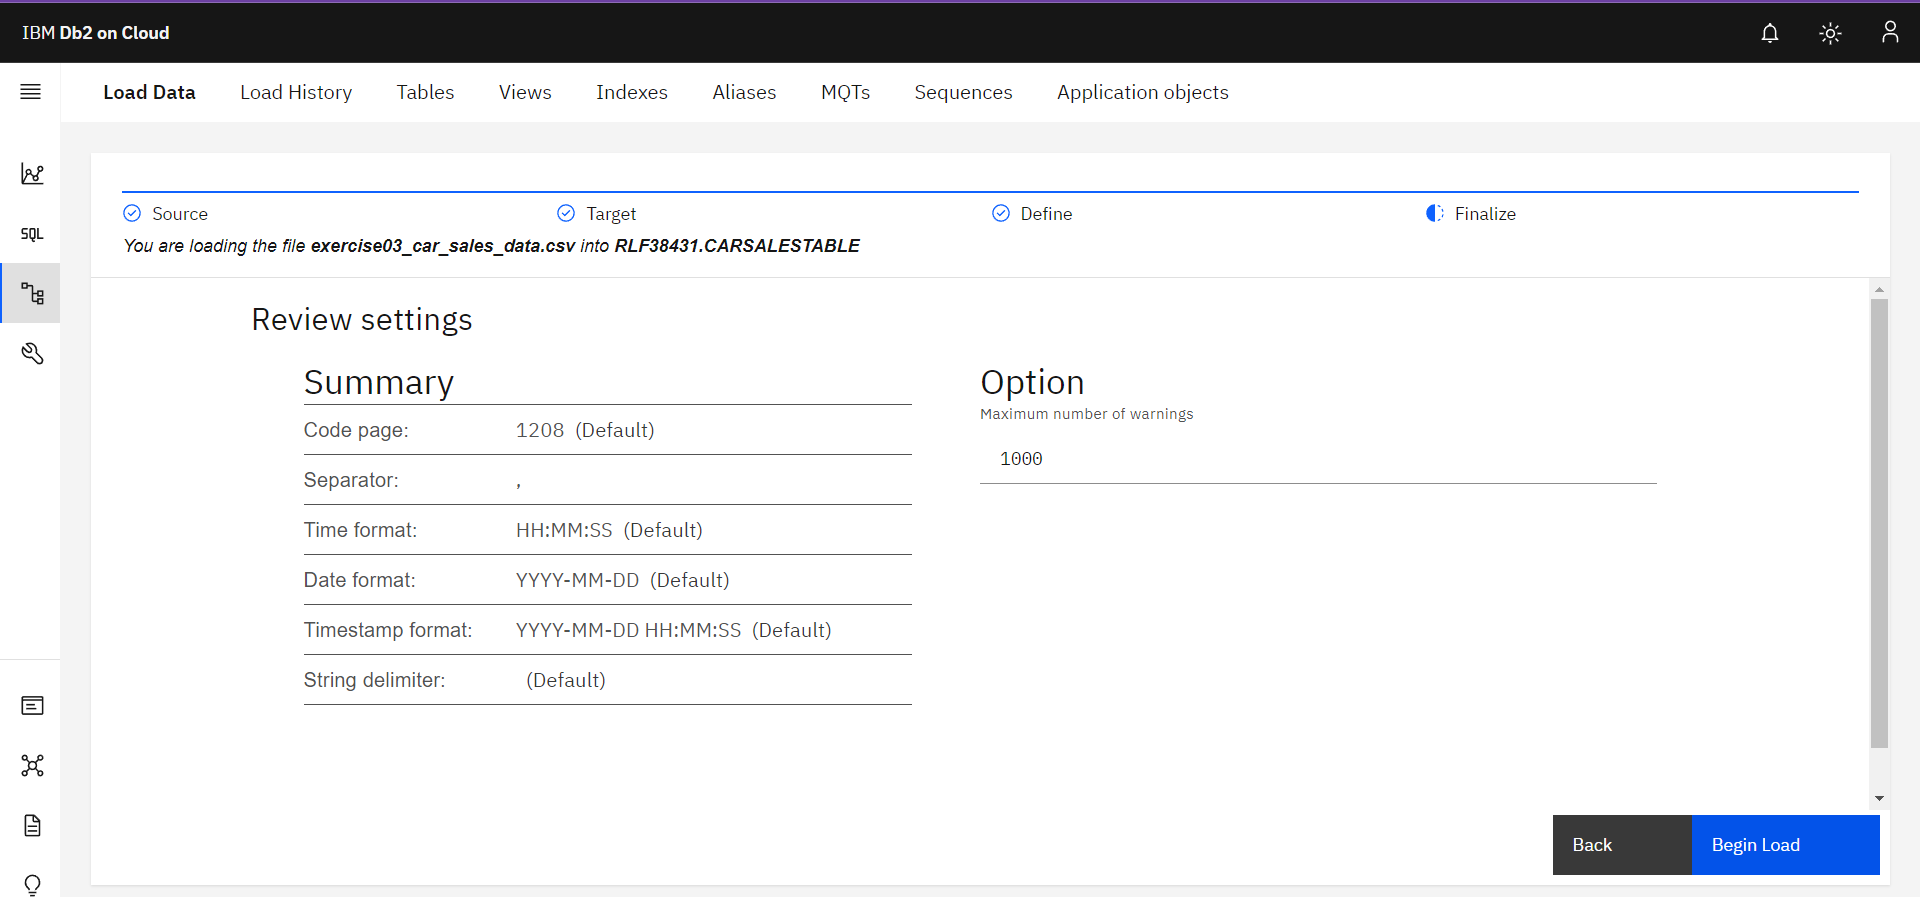 IBM Db2 on Cloud
Load Data Load History Tables Views Indexes Aliases MQTs Sequences Application objects
SQL
Source Target Define Finalize
You are loading the file exercise03_car_sales_data.csv into RLF38431.CARSALESTABLE
Review settings
Summary
Code page: 1208 (Default)
Separator: ,
Time format: HH:MM:SS (Default)
Date format: YYYY-MM-DD (Default)
Timestamp format: YYYY-MM-DD HH:MM:SS (Default)
String delimiter: (Default)
Option
Maximum number of warnings
1000
Back Begin Load